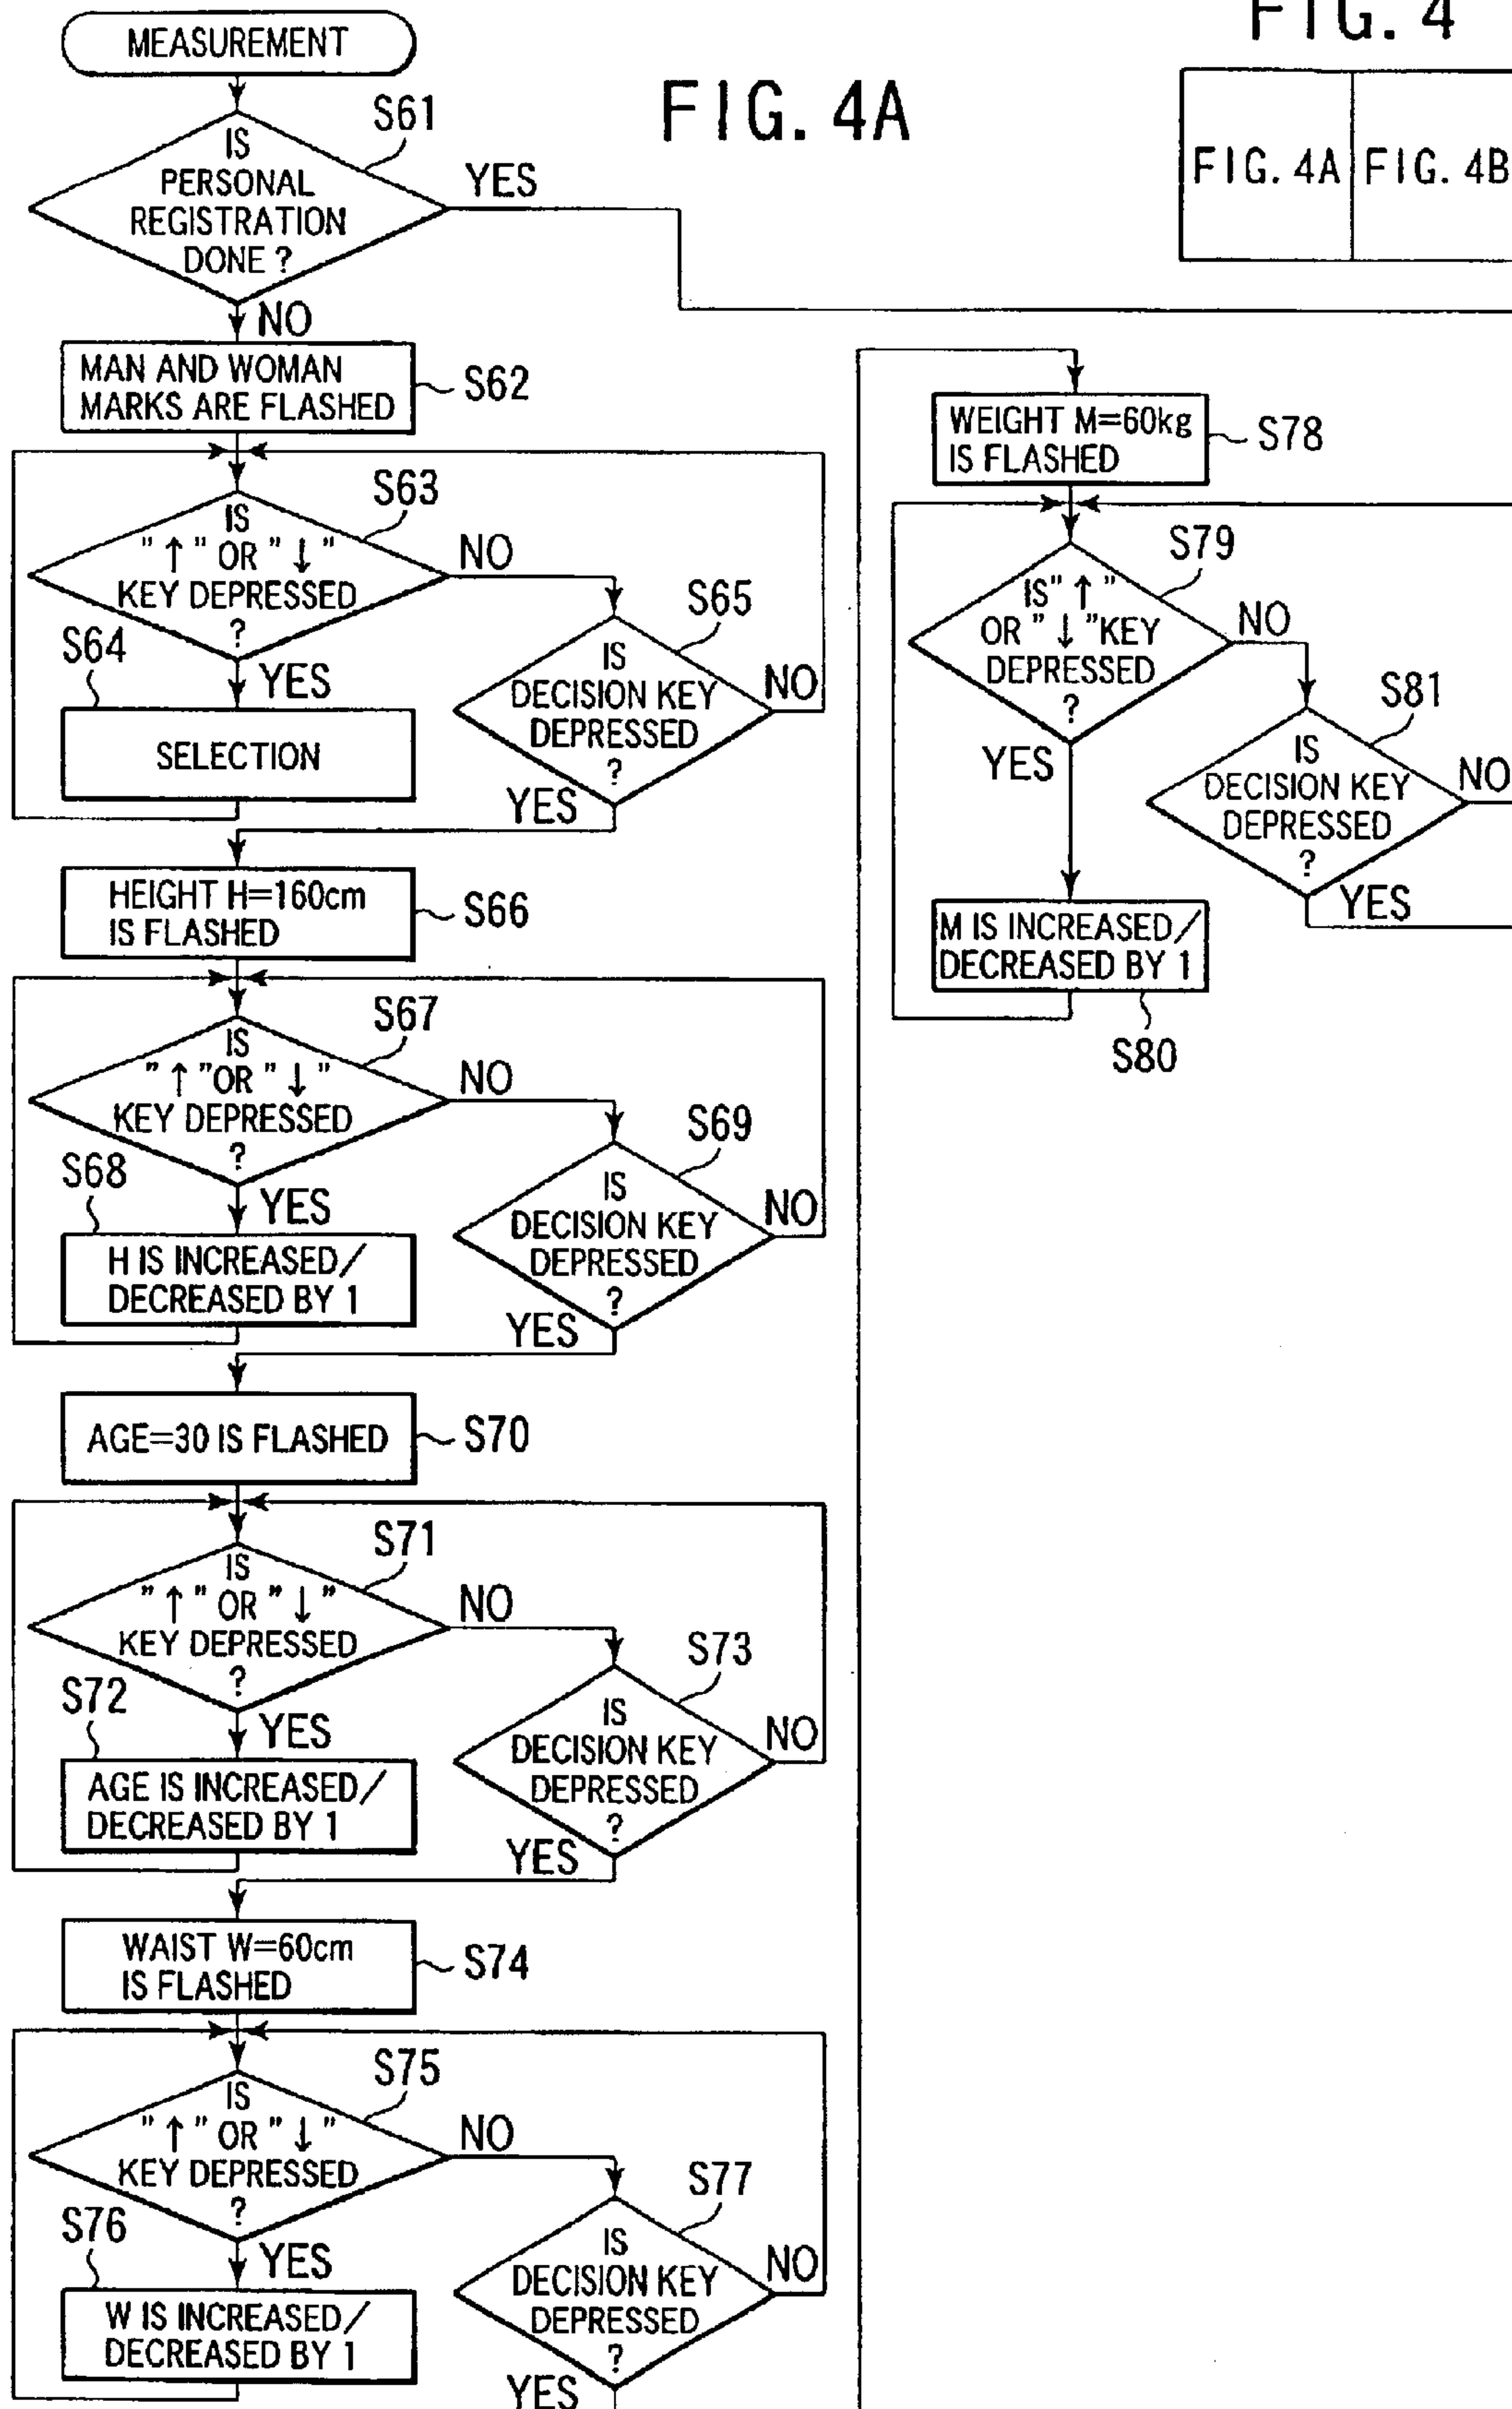 FIG. 4
FIG. 4A
FIG. 4A
FIG. 4B
MEASUREMENT
S61
IS
PERSONAL
REGISTRATION
DONE ?
YES
NO
MAN AND WOMAN
MARKS ARE FLASHED
S62
S63
IS
" ↑ " OR " ↓ "
KEY DEPRESSED
?
NO
YES
S64
SELECTION
S65
IS
DECISION KEY
DEPRESSED
?
NO
YES
HEIGHT H=160cm
IS FLASHED
S66
S67
IS
" ↑ "OR " ↓ "
KEY DEPRESSED
?
NO
YES
S68
H IS INCREASED/
DECREASED BY 1
S69
IS
DECISION KEY
DEPRESSED
?
NO
YES
AGE=30 IS FLASHED
S70
S71
IS
" ↑ " OR " ↓ "
KEY DEPRESSED
?
NO
YES
S72
AGE IS INCREASED/
DECREASED BY 1
S73
IS
DECISION KEY
DEPRESSED
?
NO
YES
WAIST W=60cm
IS FLASHED
S74
S75
IS
" ↑ " OR " ↓ "
KEY DEPRESSED
?
NO
YES
S76
W IS INCREASED/
DECREASED BY 1
S77
IS
DECISION KEY
DEPRESSED
?
NO
YES
WEIGHT M=60kg
IS FLASHED
S78
S79
IS" ↑ "
OR " ↓ "KEY
DEPRESSED
?
NO
YES
M IS INCREASED/
DECREASED BY 1
S80
S81
IS
DECISION KEY
DEPRESSED
?
NO
YES